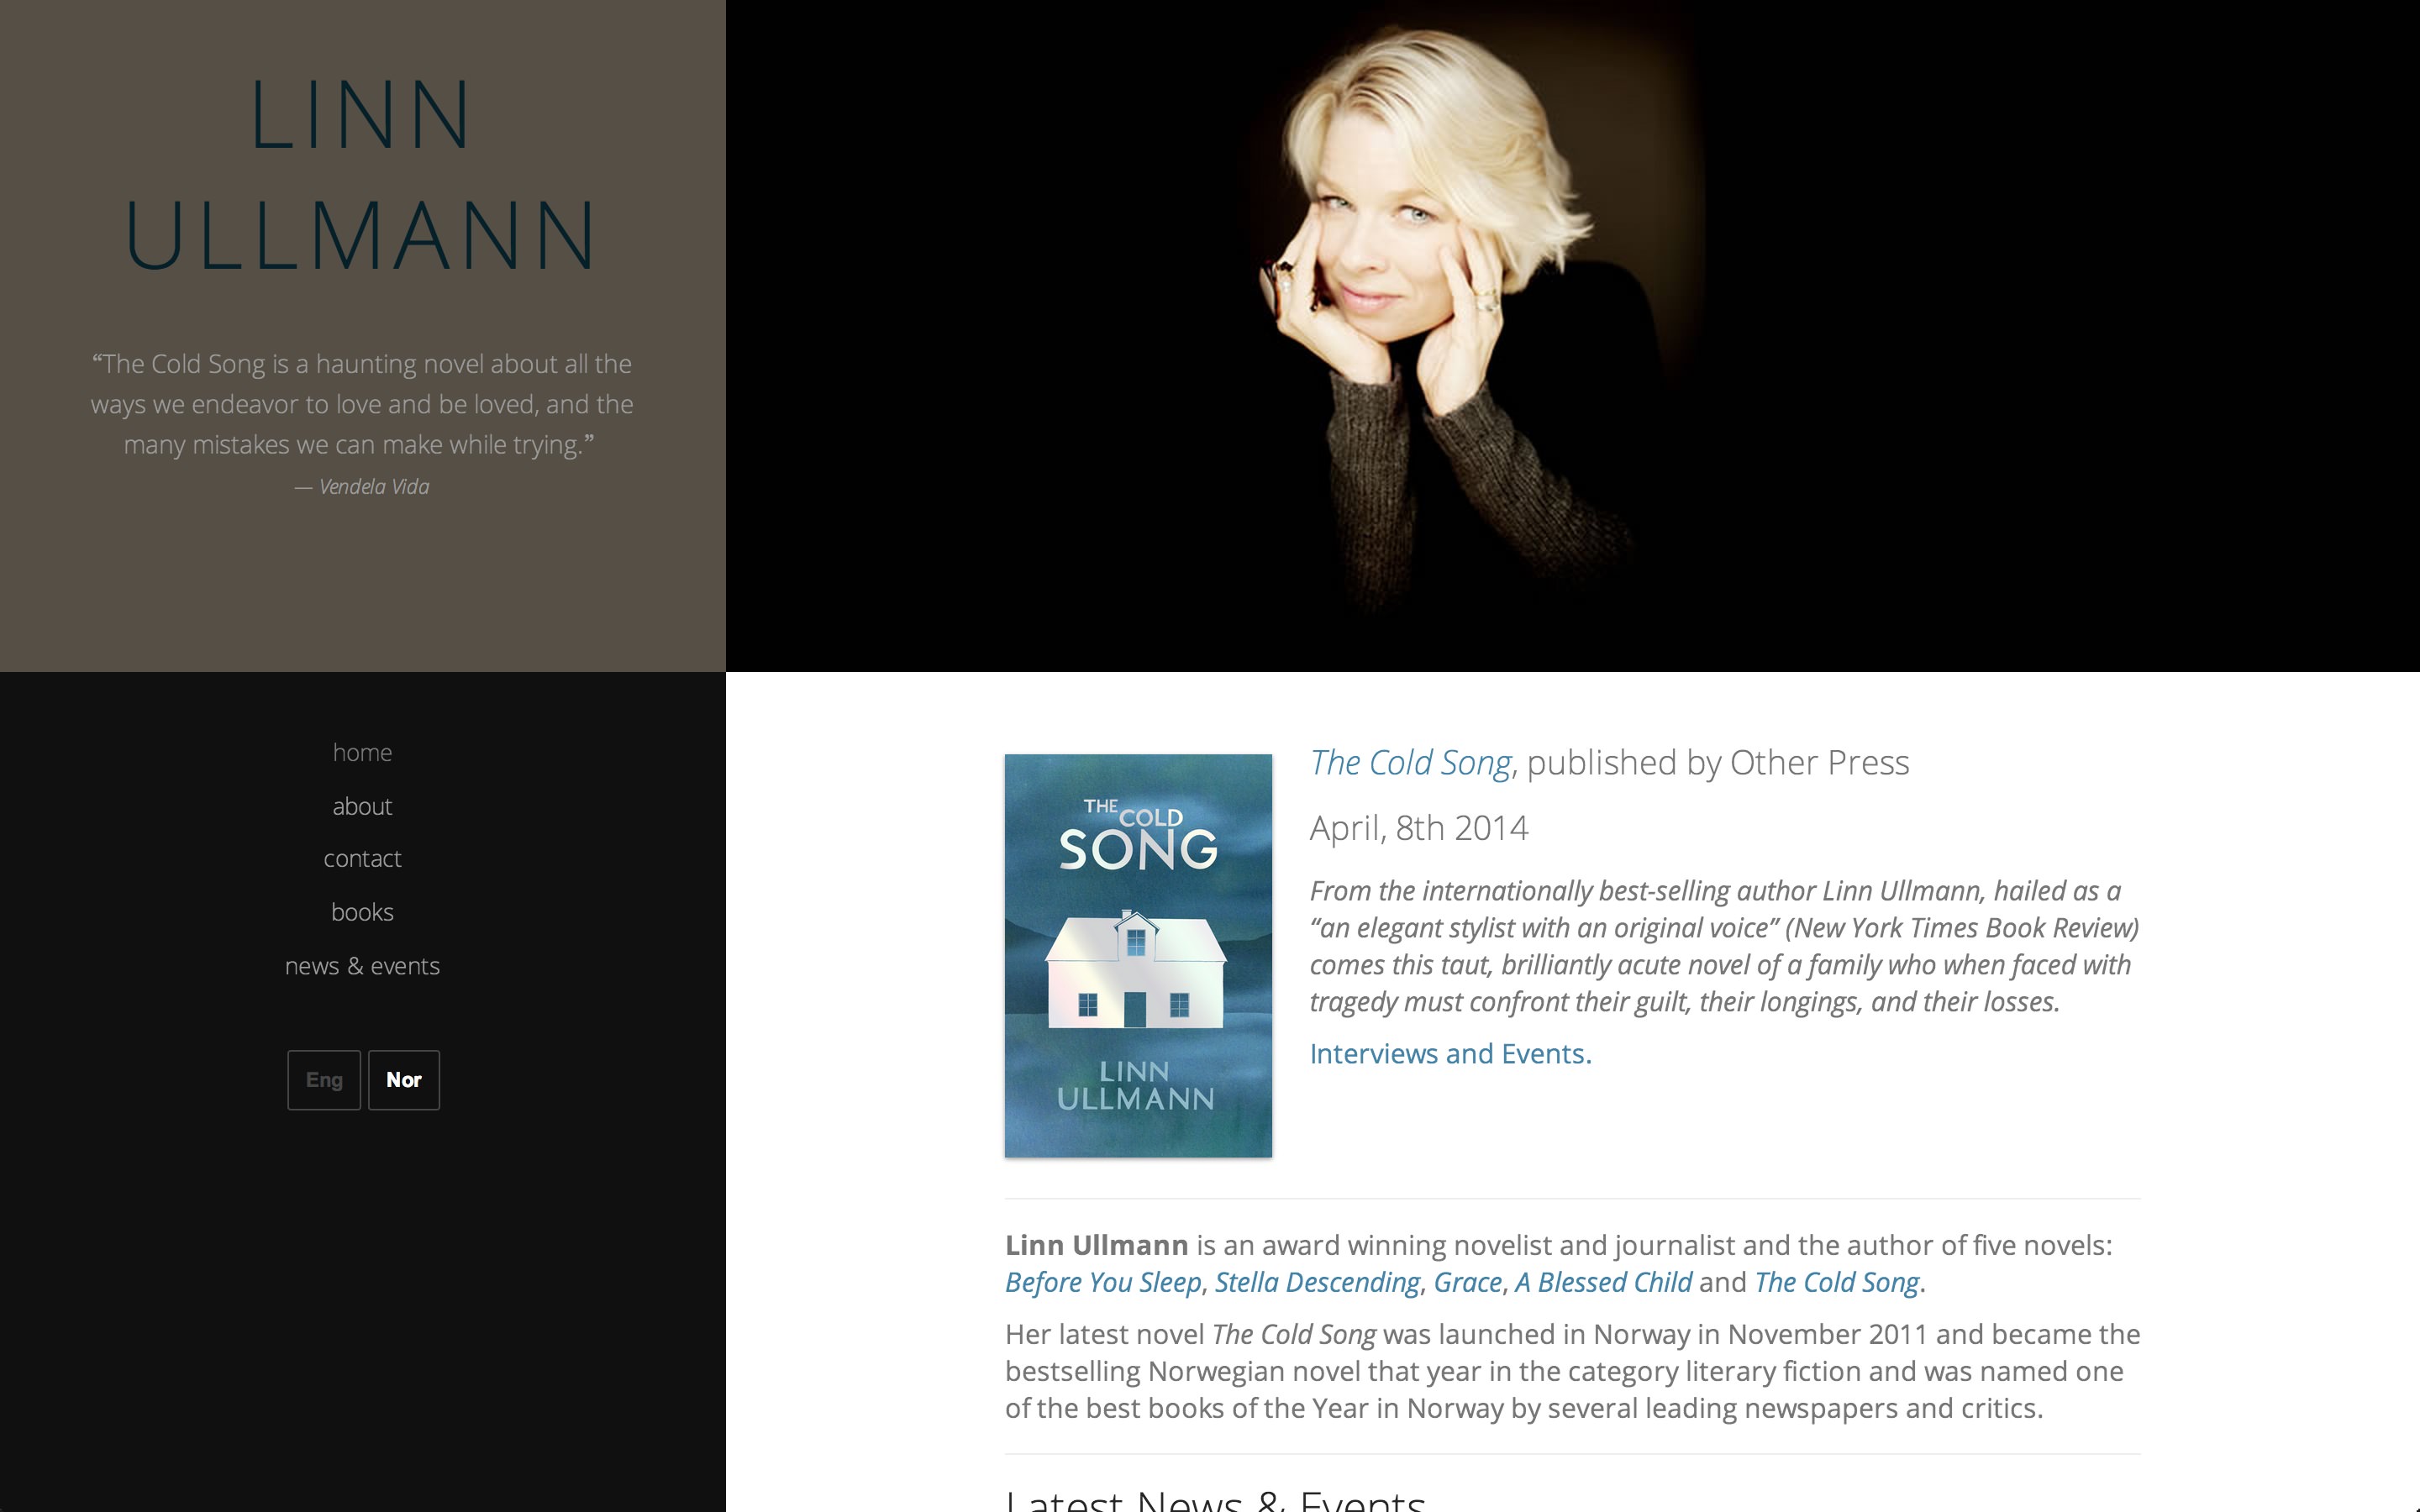 LINN
ULLMANN
“The Cold Song is a haunting novel about all the
ways we endeavor to love and be loved, and the
many mistakes we can make while trying.”
— Vendela Vida
home
about
contact
books
news & events
Eng Nor
THE COLD
SONG
LINN
ULLMANN
The Cold Song, published by Other Press
April, 8th 2014
From the internationally best-selling author Linn Ullmann, hailed as a
“an elegant stylist with an original voice” (New York Times Book Review)
comes this taut, brilliantly acute novel of a family who when faced with
tragedy must confront their guilt, their longings, and their losses.
Interviews and Events.
Linn Ullmann is an award winning novelist and journalist and the author of five novels:
Before You Sleep, Stella Descending, Grace, A Blessed Child and The Cold Song.
Her latest novel The Cold Song was launched in Norway in November 2011 and became the
bestselling Norwegian novel that year in the category literary fiction and was named one
of the best books of the Year in Norway by several leading newspapers and critics.
Latest News & Events